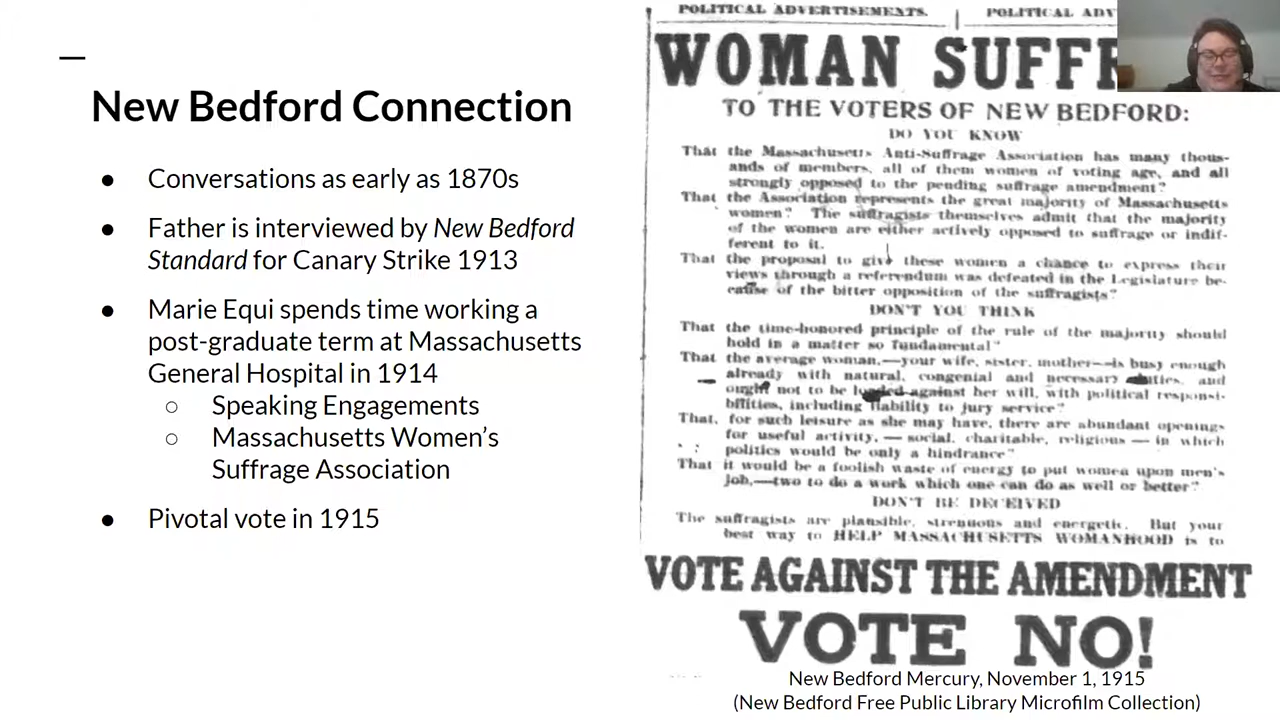 New Bedford Connection
● Conversations as early as 1870s
● Father is interviewed by New Bedford
Standard for Canary Strike 1913
● Marie Equi spends time working a
post-graduate term at Massachusetts
General Hospital in 1914
○ Speaking Engagements
○ Massachusetts Women’s
Suffrage Association
● Pivotal vote in 1915
POLITICAL ADVERTISEMENTS. POLITICAL ADV
WOMAN SUFFR
TO THE VOTERS OF NEW BEDFORD:
DO YOU KNOW
That the Massachusetts Anti-Suffrage Association has many thous-
ands of members, all of them women of voting age, and all
strongly opposed to the pending suffrage amendment?
That the Association represents the great majority of Massachusetts
women? The suffragists themselves admit that the majority
of the women are either actively opposed to suffrage or indif-
ferent to it.
That the proposal to give these women a chance to express their
views through a referendum was defeated in the Legislature be-
cause of the bitter opposition of the suffragists?
DON'T YOU THINK
That the time-honored principle of the rule of the majority should
hold in a matter so fundamental?
That the average woman,—your wife, sister, mother—is busy enough
already with natural, congenial and necessary duties, and
ought not to be loaded against her will, with political responsi-
bilities, including liability to jury service?
That, for such leisure as she may have, there are abundant openings
for useful activity, — social, charitable, religious — in which
politics would be only a hindrance?
That it would be a foolish waste of energy to put women upon men's
job,—two to do a work which one can do as well or better?
DON'T BE DECEIVED
The suffragists are plausible, strenuous and energetic. But your
best way to HELP MASSACHUSETTS WOMANHOOD is to
VOTE AGAINST THE AMENDMENT
VOTE NO!
New Bedford Mercury, November 1, 1915
(New Bedford Free Public Library Microfilm Collection)